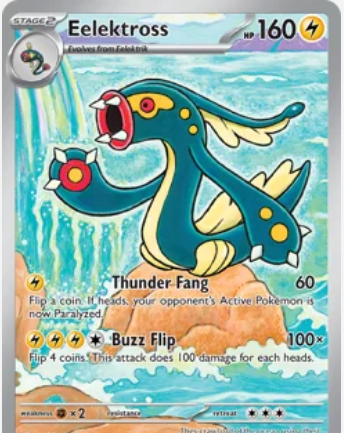 STAGE 2 Eelektross HP 160
Evolves from Eelektrik
Thunder Fang 60
Flip a coin. If heads, your opponent's Active Pokémon is
now Paralyzed.
Buzz Flip 100×
Flip 4 coins. This attack does 100 damage for each heads.
weakness ×2 resistance retreat